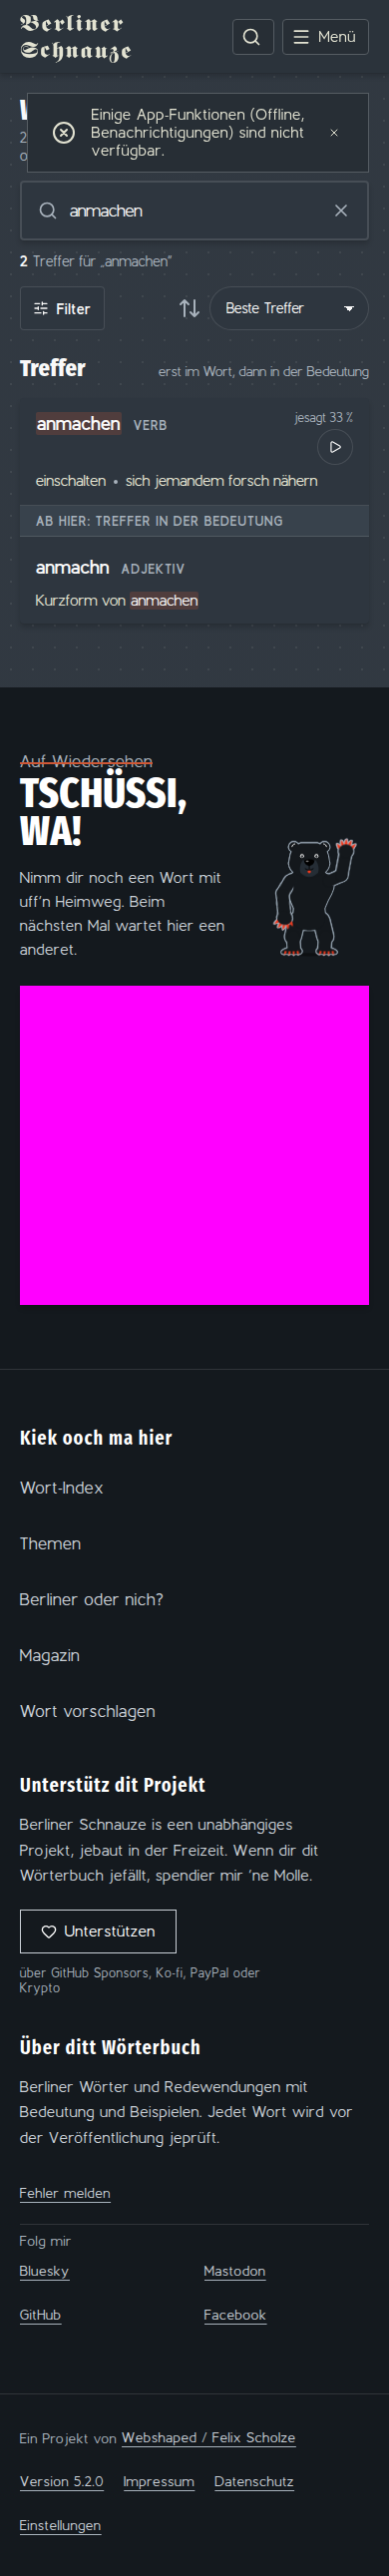 Berliner
Schnauze
Menü
Einige App-Funktionen (Offline,
Benachrichtigungen) sind nicht
verfügbar.
anmachen
2 Treffer für „anmachen“
Filter
Beste Treffer
Treffer
erst im Wort, dann in der Bedeutung
anmachen VERB
jesagt 33 %
einschalten • sich jemandem forsch nähern
AB HIER: TREFFER IN DER BEDEUTUNG
anmachn ADJEKTIV
Kurzform von anmachen
Auf Wiedersehen
TSCHÜSSI,
WA!
Nimm dir noch een Wort mit
uff’n Heimweg. Beim
nächsten Mal wartet hier een
anderet.
Kiek ooch ma hier
Wort-Index
Themen
Berliner oder nich?
Magazin
Wort vorschlagen
Unterstütz dit Projekt
Berliner Schnauze is een unabhängiges
Projekt, jebaut in der Freizeit. Wenn dir dit
Wörterbuch jefällt, spendier mir ’ne Molle.
Unterstützen
über GitHub Sponsors, Ko-fi, PayPal oder
Krypto
Über ditt Wörterbuch
Berliner Wörter und Redewendungen mit
Bedeutung und Beispielen. Jedet Wort wird vor
der Veröffentlichung jeprüft.
Fehler melden
Folg mir
Bluesky
Mastodon
GitHub
Facebook
Ein Projekt von Webshaped / Felix Scholze
Version 5.2.0
Impressum
Datenschutz
Einstellungen